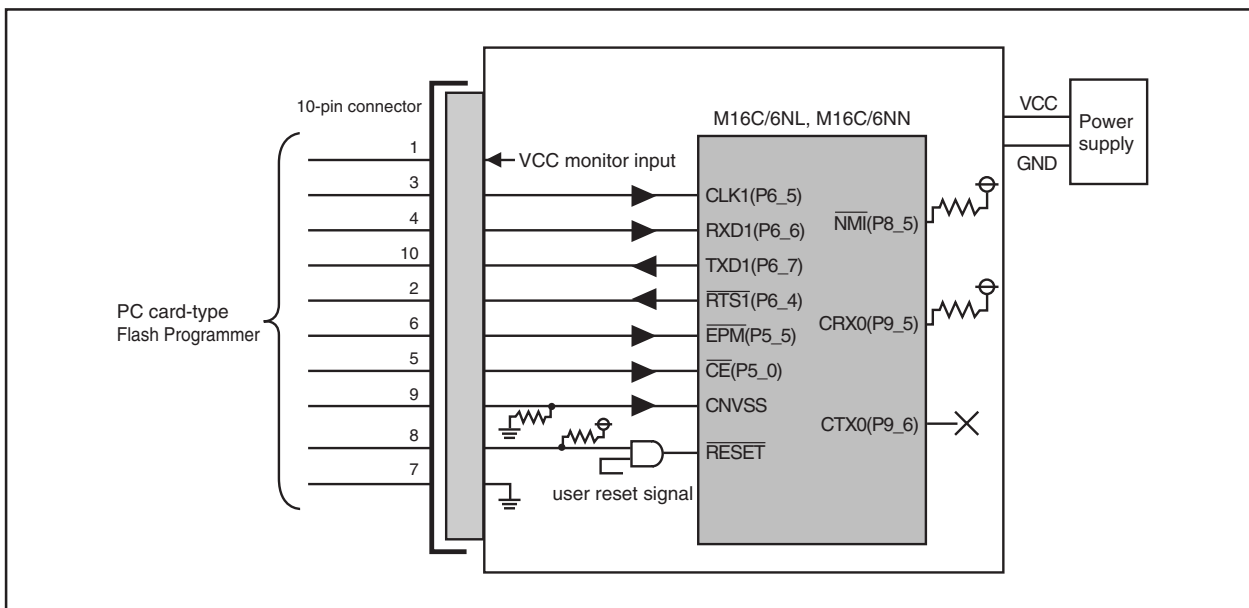 10-pin connector
M16C/6NL, M16C/6NN
VCC
Power
supply
GND
1
VCC monitor input
3
CLK1(P6_5)
4
RXD1(P6_6)
NMI(P8_5)
10
TXD1(P6_7)
2
RTS1(P6_4)
PC card-type
Flash Programmer
6
EPM(P5_5)
CRX0(P9_5)
5
CE(P5_0)
9
CNVSS
CTX0(P9_6)
8
RESET
7
user reset signal